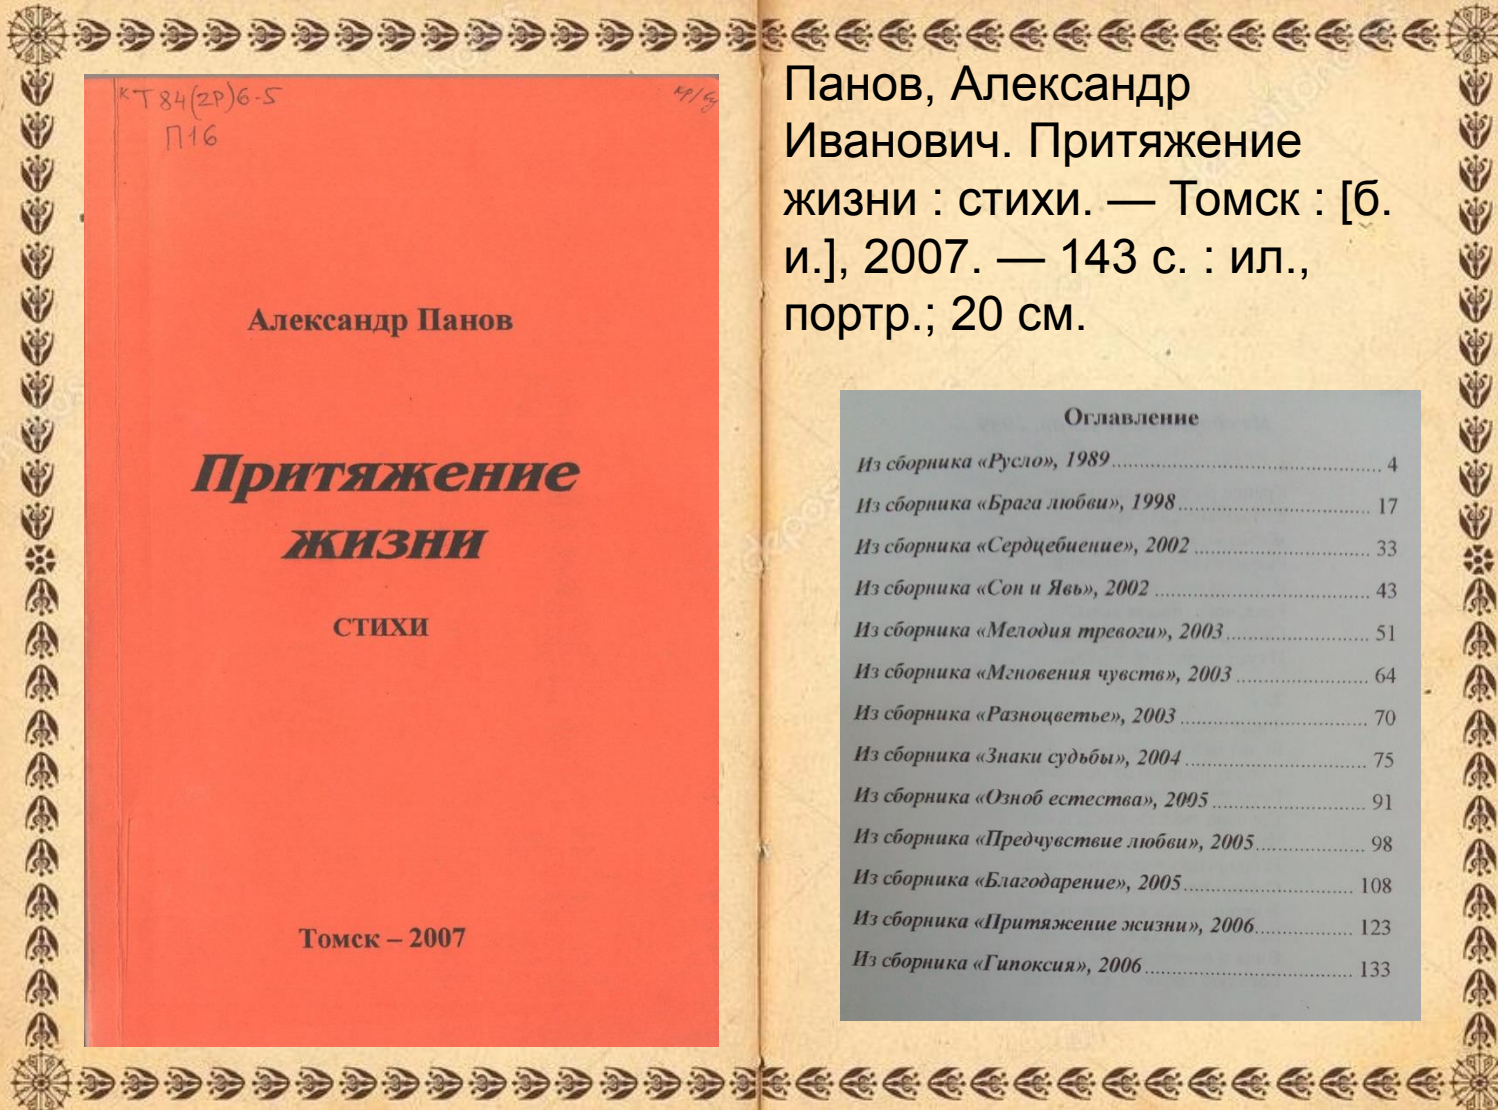 КТ84(2Р)6-5
П16
Александр Панов
Притяжение
жизни
СТИХИ
Томск – 2007
Панов, Александр
Иванович. Притяжение
жизни : стихи. — Томск : [б.
и.], 2007. — 143 с. : ил.,
портр.; 20 см.
Оглавление
Из сборника «Русло», 1989 4
Из сборника «Брага любви», 1998 17
Из сборника «Сердцебиение», 2002 33
Из сборника «Сон и Явь», 2002 43
Из сборника «Мелодия тревоги», 2003 51
Из сборника «Мгновения чувств», 2003 64
Из сборника «Разноцветье», 2003 70
Из сборника «Знаки судьбы», 2004 75
Из сборника «Озноб естества», 2005 91
Из сборника «Предчувствие любви», 2005 98
Из сборника «Благодарение», 2005 108
Из сборника «Притяжение жизни», 2006 123
Из сборника «Гипоксия», 2006 133